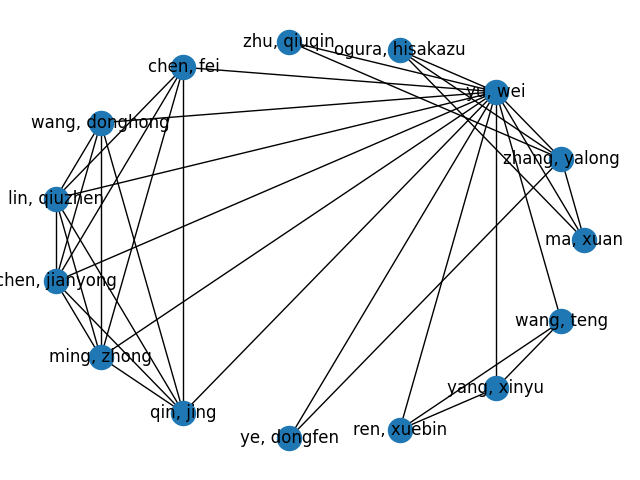 zhu, qiuqin
ogura, hisakazu
chen, fei
yu, wei
wang, donghong
zhang, yalong
lin, qiuzhen
ma, xuan
chen, jianyong
wang, teng
ming, zhong
yang, xinyu
qin, jing
ren, xuebin
ye, dongfen